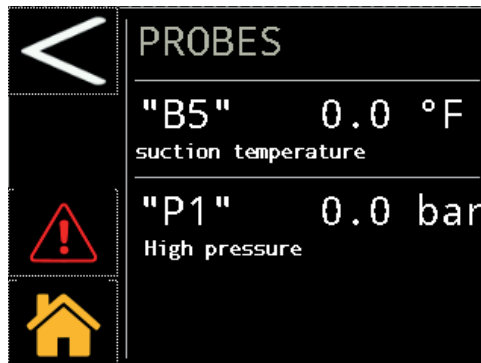 PROBES
"B5" 0.0 °F
suction temperature
"P1" 0.0 bar
High pressure